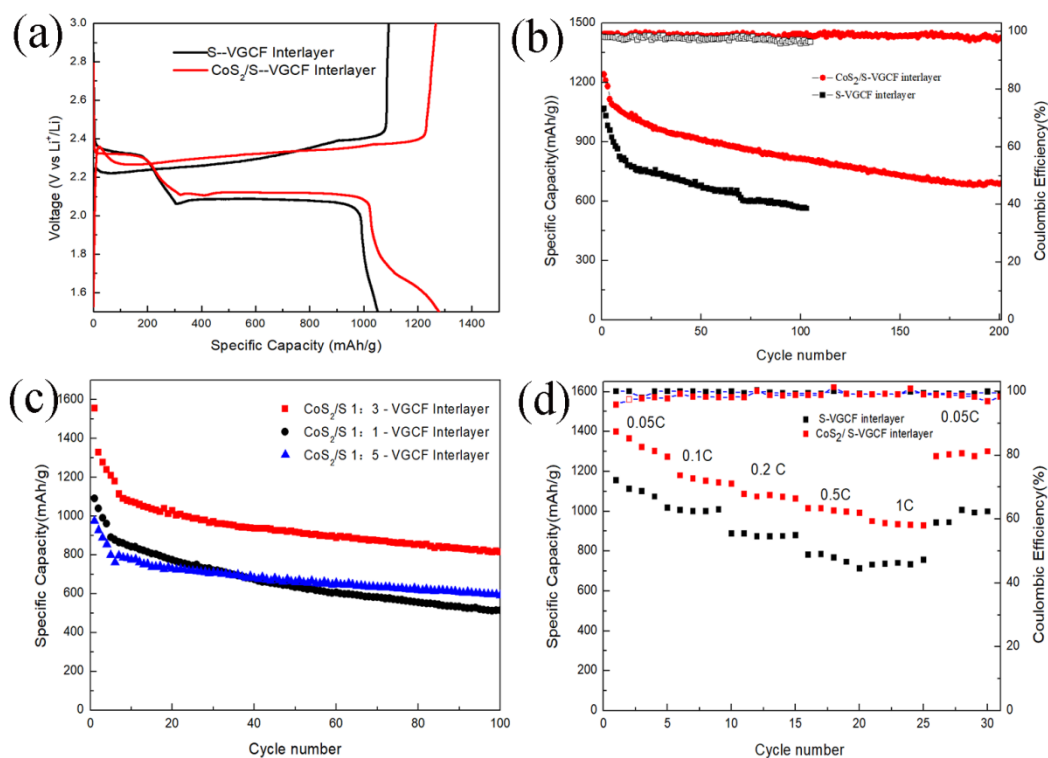 (a)
S--VGCF Interlayer
CoS2/S--VGCF Interlayer
3.0
2.8
2.6
2.4
2.2
2.0
1.8
1.6
Voltage (V vs Li+/Li)
0 200 400 600 800 1000 1200 1400
Specific Capacity (mAh/g)
(b)
CoS2/S-VGCF interlayer
S-VGCF interlayer
1500
1200
900
600
300
0
Specific Capacity(mAh/g))
100
80
60
40
20
0
Coulombic Efficiency(%)
0 50 100 150 200
Cycle number
(c)
CoS2/S 1：3 - VGCF Interlayer
CoS2/S 1：1 - VGCF Interlayer
CoS2/S 1：5 - VGCF Interlayer
1600
1400
1200
1000
800
600
400
200
0
Specific Capacity(mAh/g)
0 20 40 60 80 100
Cycle number
(d)
S-VGCF interlayer
CoS2/ S-VGCF interlayer
0.05C
0.1C
0.2 C
0.5C
1C
0.05C
1600
1400
1200
1000
800
600
400
200
0
Specific Capacity(mAh/g)
100
80
60
40
20
0
Coulombic Efficiency(%)
0 5 10 15 20 25 30
Cycle number